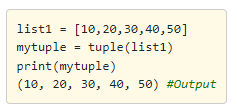 list1 = [10,20,30,40,50]
mytuple = tuple(list1)
print(mytuple)
(10, 20, 30, 40, 50) #Output